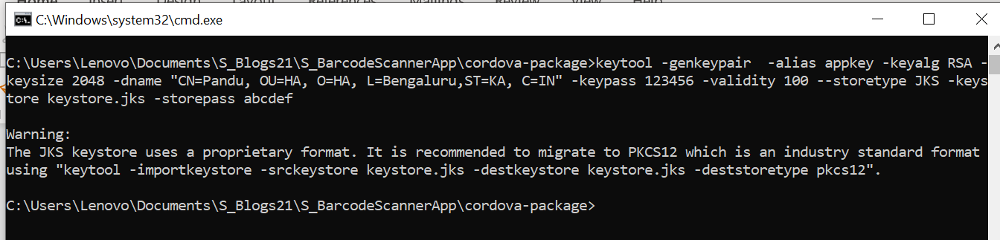 C:\Windows\system32\cmd.exe
C:\Users\Lenovo\Documents\S_Blogs21\S_BarcodeScannerApp\cordova-package>keytool -genkeypair  -alias appkey -keyalg RSA -
keysize 2048 -dname "CN=Pandu, OU=HA, O=HA, L=Bengaluru,ST=KA, C=IN" -keypass 123456 -validity 100 --storetype JKS -keys
tore keystore.jks -storepass abcdef
Warning:
The JKS keystore uses a proprietary format. It is recommended to migrate to PKCS12 which is an industry standard format
using "keytool -importkeystore -srckeystore keystore.jks -destkeystore keystore.jks -deststoretype pkcs12".
C:\Users\Lenovo\Documents\S_Blogs21\S_BarcodeScannerApp\cordova-package>